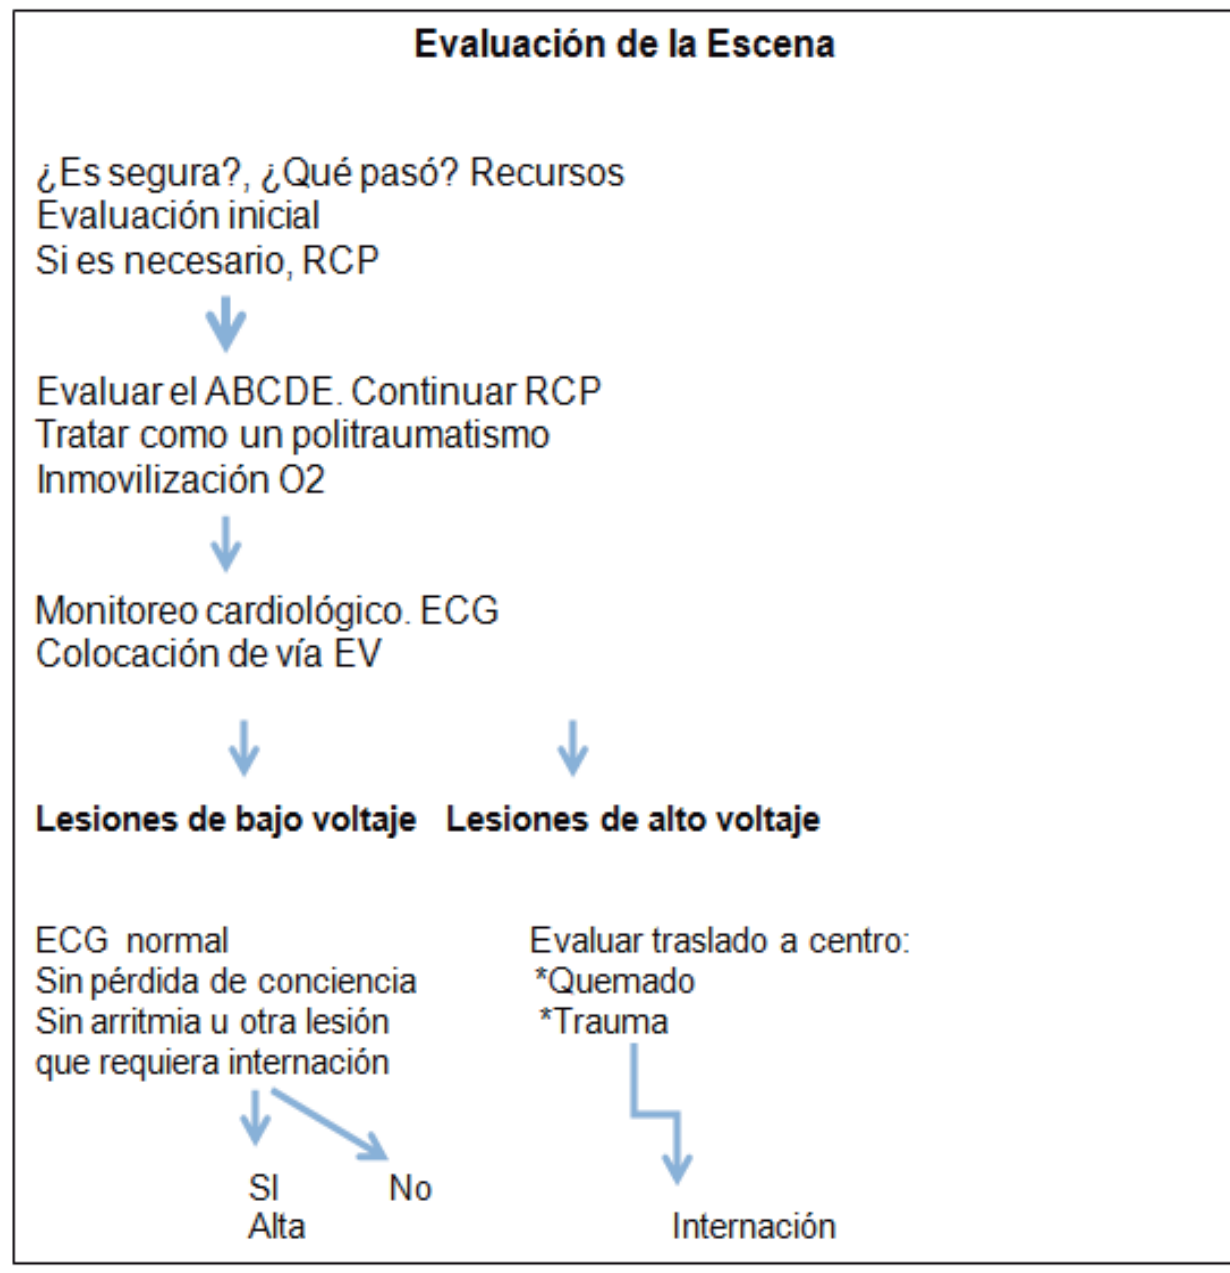 Evaluación de la Escena
¿Es segura?, ¿Qué pasó? Recursos
Evaluación inicial
Si es necesario, RCP
Evaluar el ABCDE. Continuar RCP
Tratar como un politraumatismo
Inmovilización O2
Monitoreo cardiológico. ECG
Colocación de vía EV
Lesiones de bajo voltaje
ECG normal
Sin pérdida de conciencia
Sin arritmia u otra lesión
que requiera internación
SI
Alta
No
Lesiones de alto voltaje
Evaluar traslado a centro:
*Quemado
*Trauma
Internación